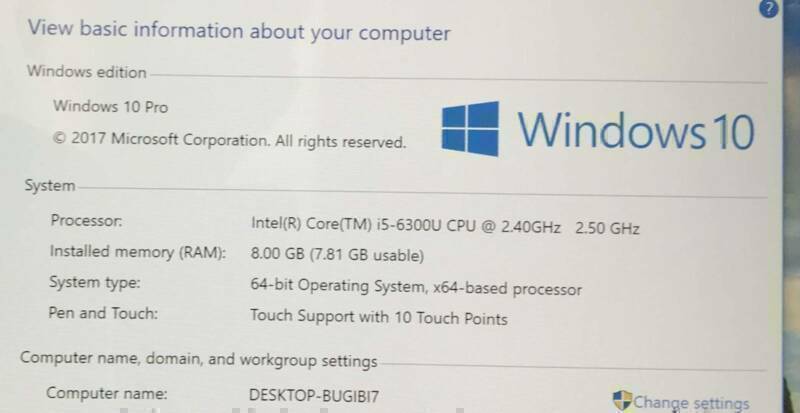 View basic information about your computer
Windows edition
Windows 10 Pro
© 2017 Microsoft Corporation. All rights reserved.
Windows 10
System
Processor: Intel(R) Core(TM) i5-6300U CPU @ 2.40GHz 2.50 GHz
Installed memory (RAM): 8.00 GB (7.81 GB usable)
System type: 64-bit Operating System, x64-based processor
Pen and Touch: Touch Support with 10 Touch Points
Computer name, domain, and workgroup settings
Computer name: DESKTOP-BUGIBI7
Change settings
?